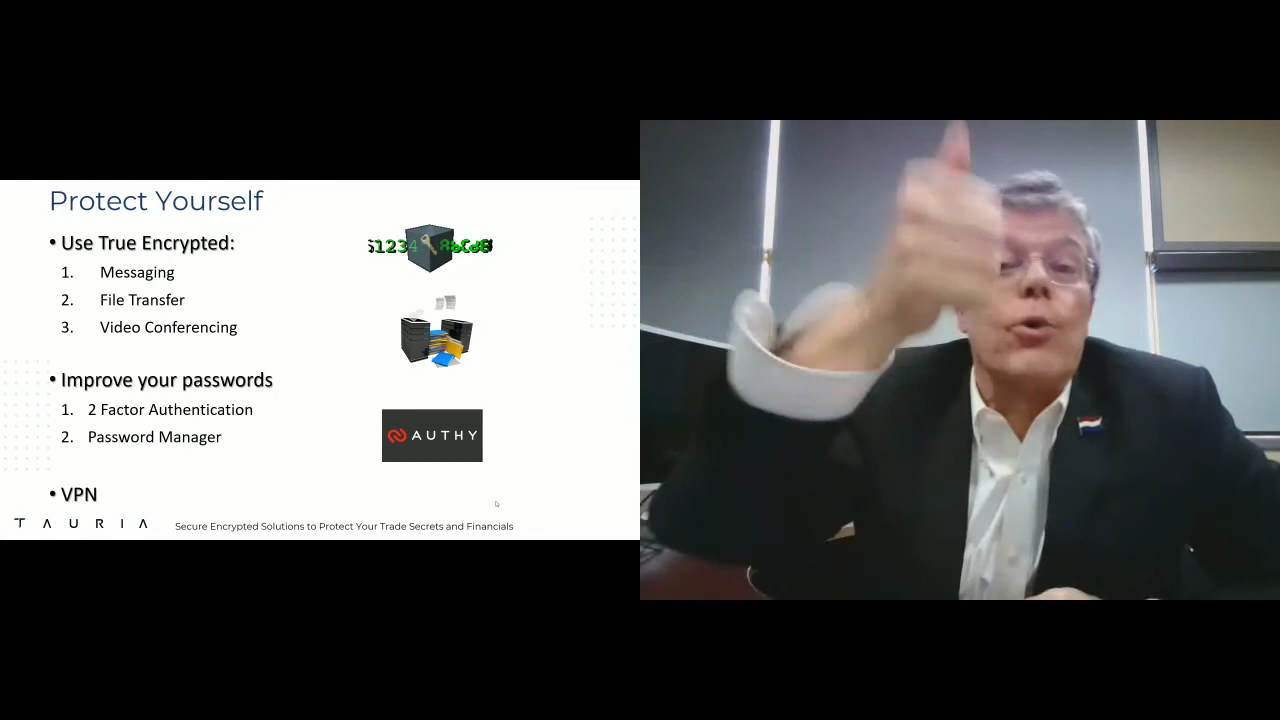 Protect Yourself
• Use True Encrypted:
1. Messaging
2. File Transfer
3. Video Conferencing
• Improve your passwords
1. 2 Factor Authentication
2. Password Manager
AUTHY
• VPN
TAURIA
Secure Encrypted Solutions to Protect Your Trade Secrets and Financials